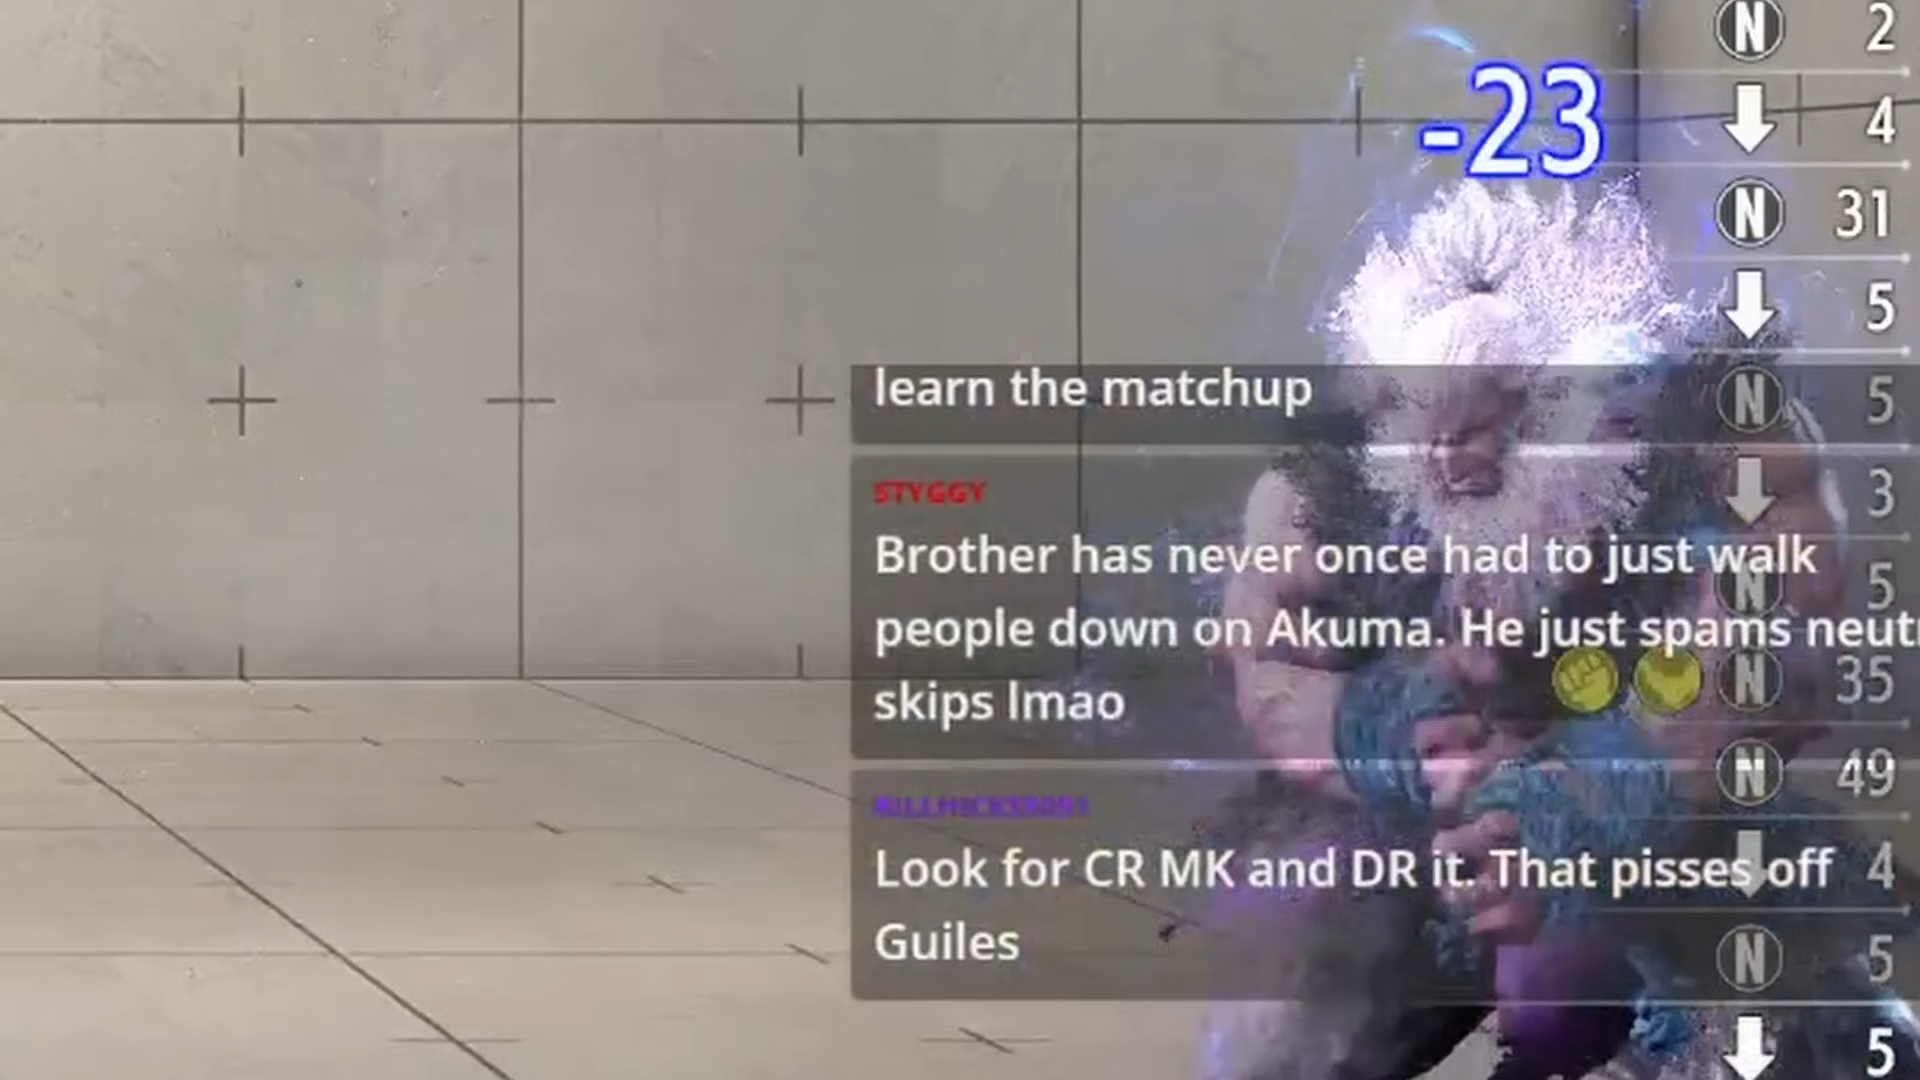 N 2
-23
4
N 31
5
learn the matchup
N 5
STYGGY
3
Brother has never once had to just walk
N 5
people down on Akuma. He just spams neut
N 35
skips lmao
N 49
Look for CR MK and DR it. That pisses off
4
Guiles
N 5
5